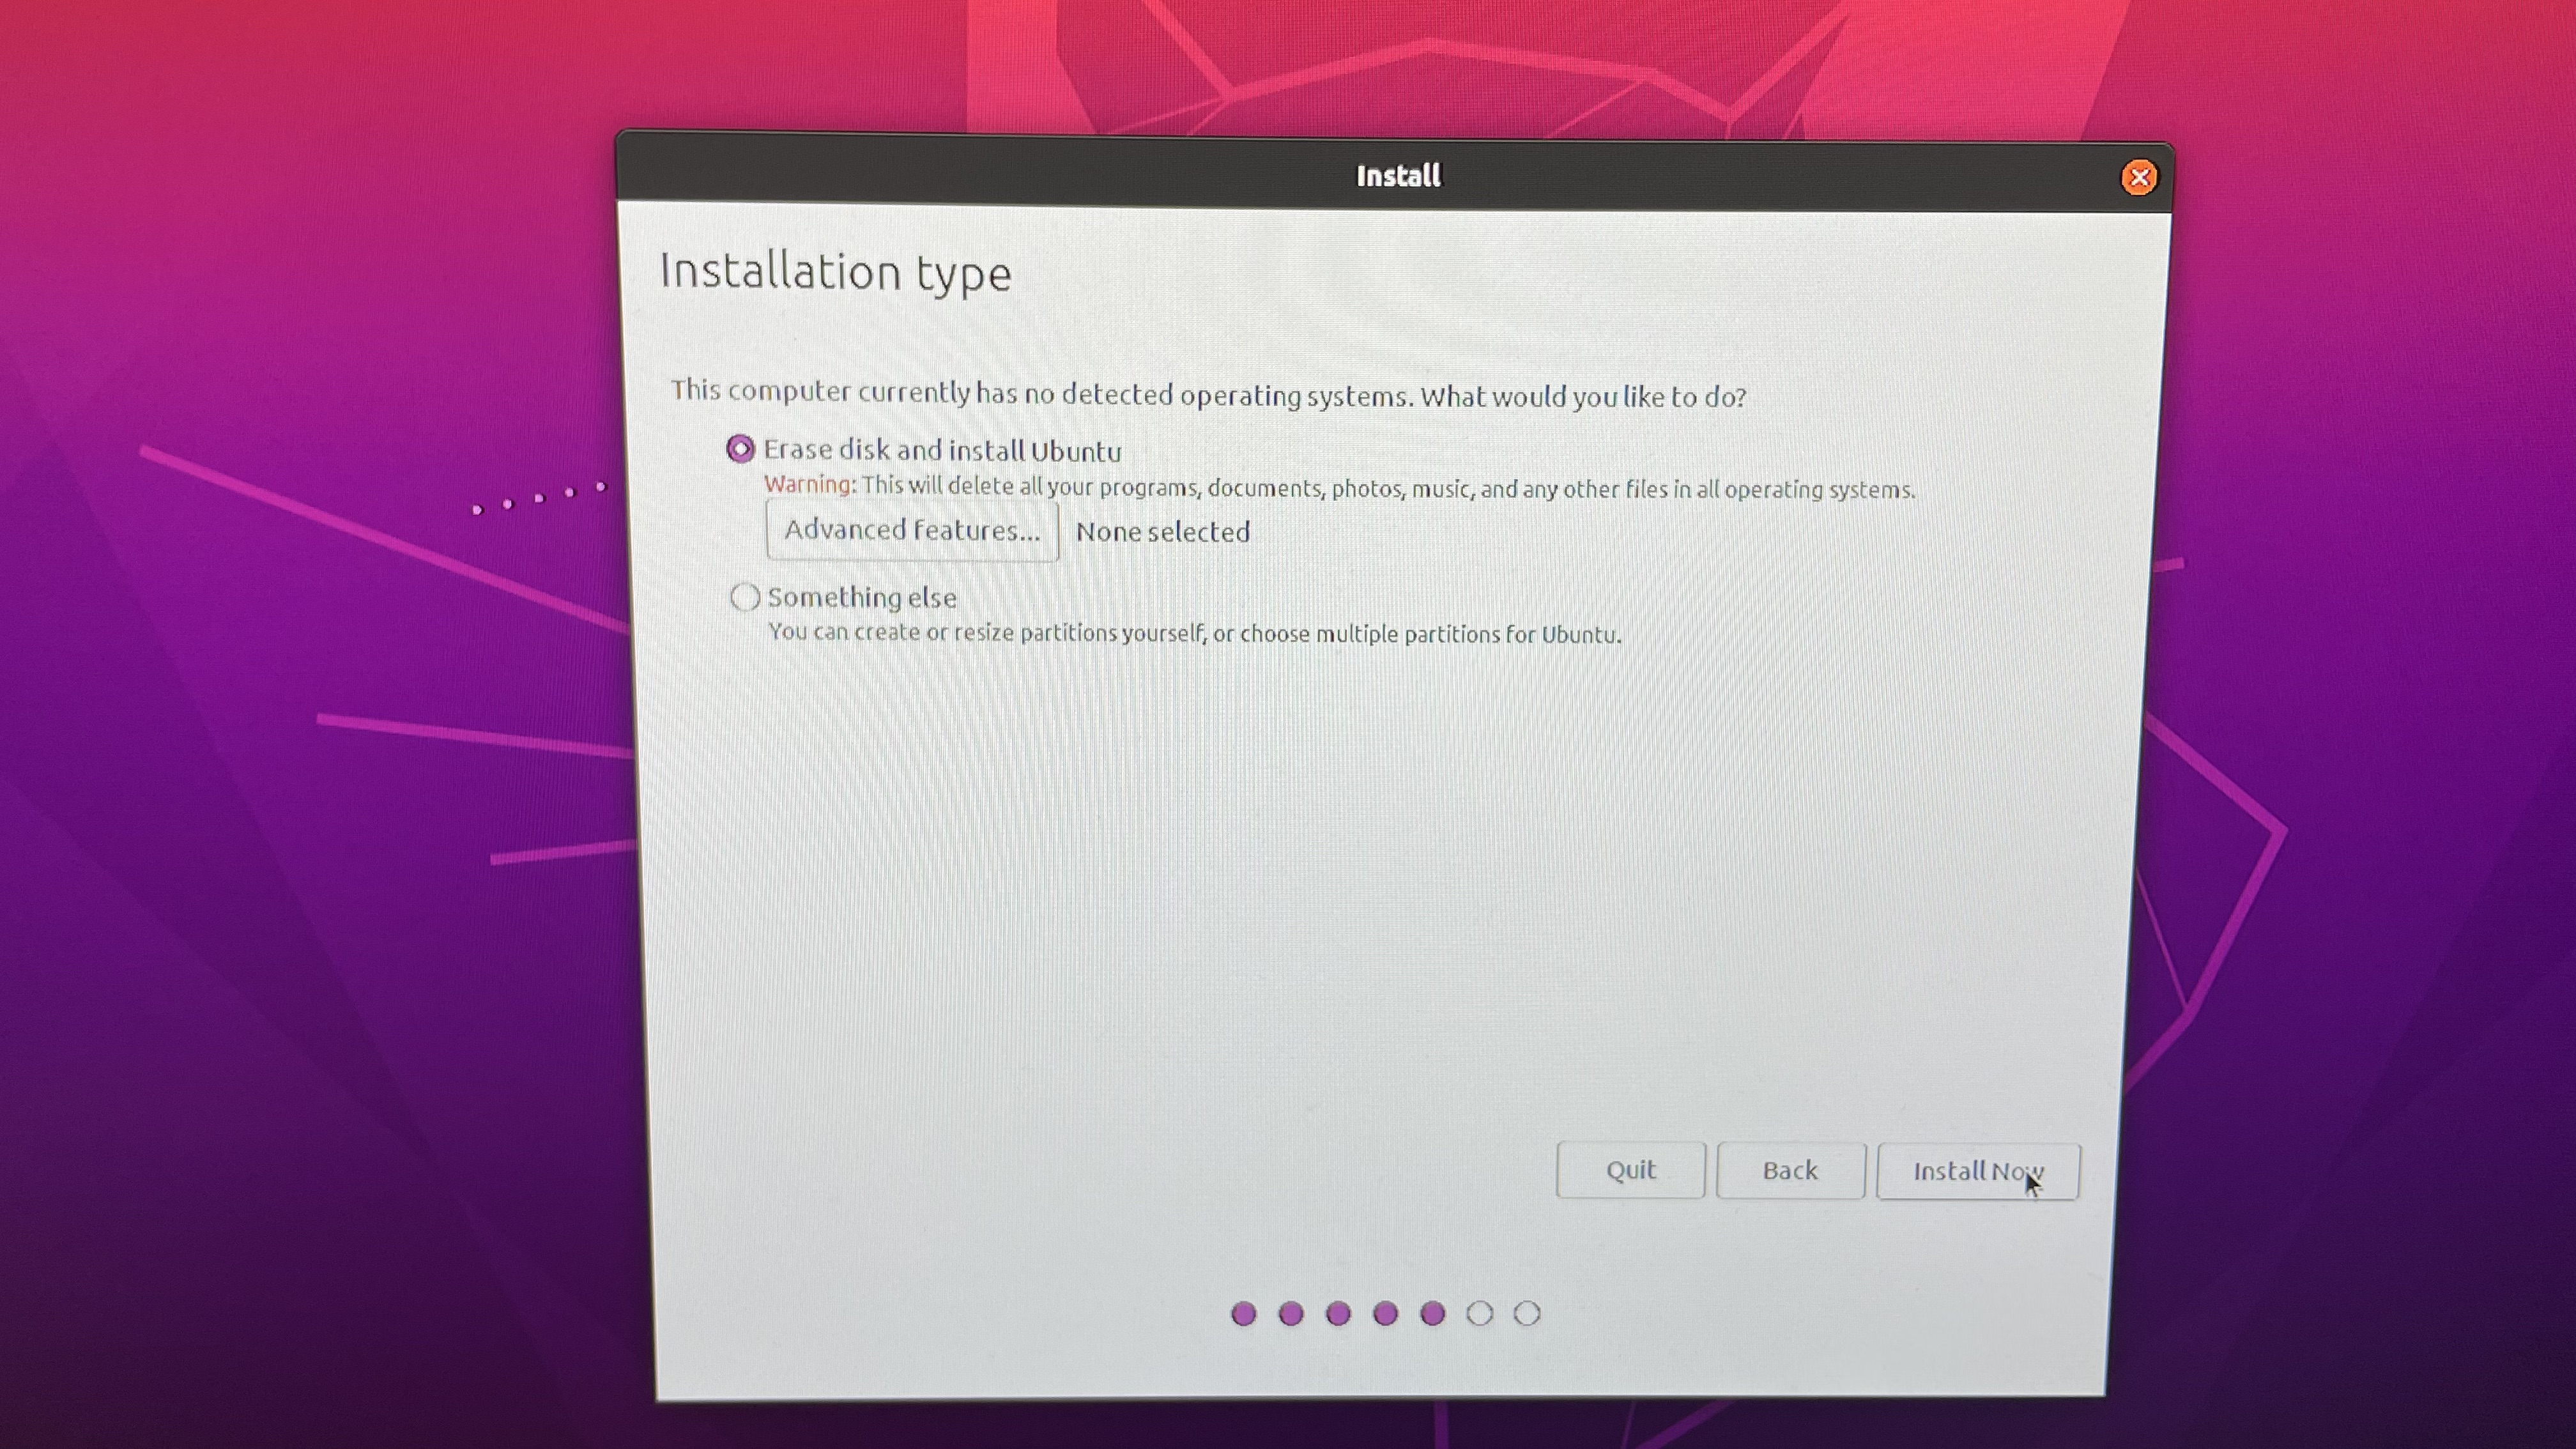 Install
Installation type
This computer currently has no detected operating systems. What would you like to do?
Erase disk and install Ubuntu
Warning: This will delete all your programs, documents, photos, music, and any other files in all operating systems.
Advanced features... None selected
Something else
You can create or resize partitions yourself, or choose multiple partitions for Ubuntu.
Quit Back Install Now